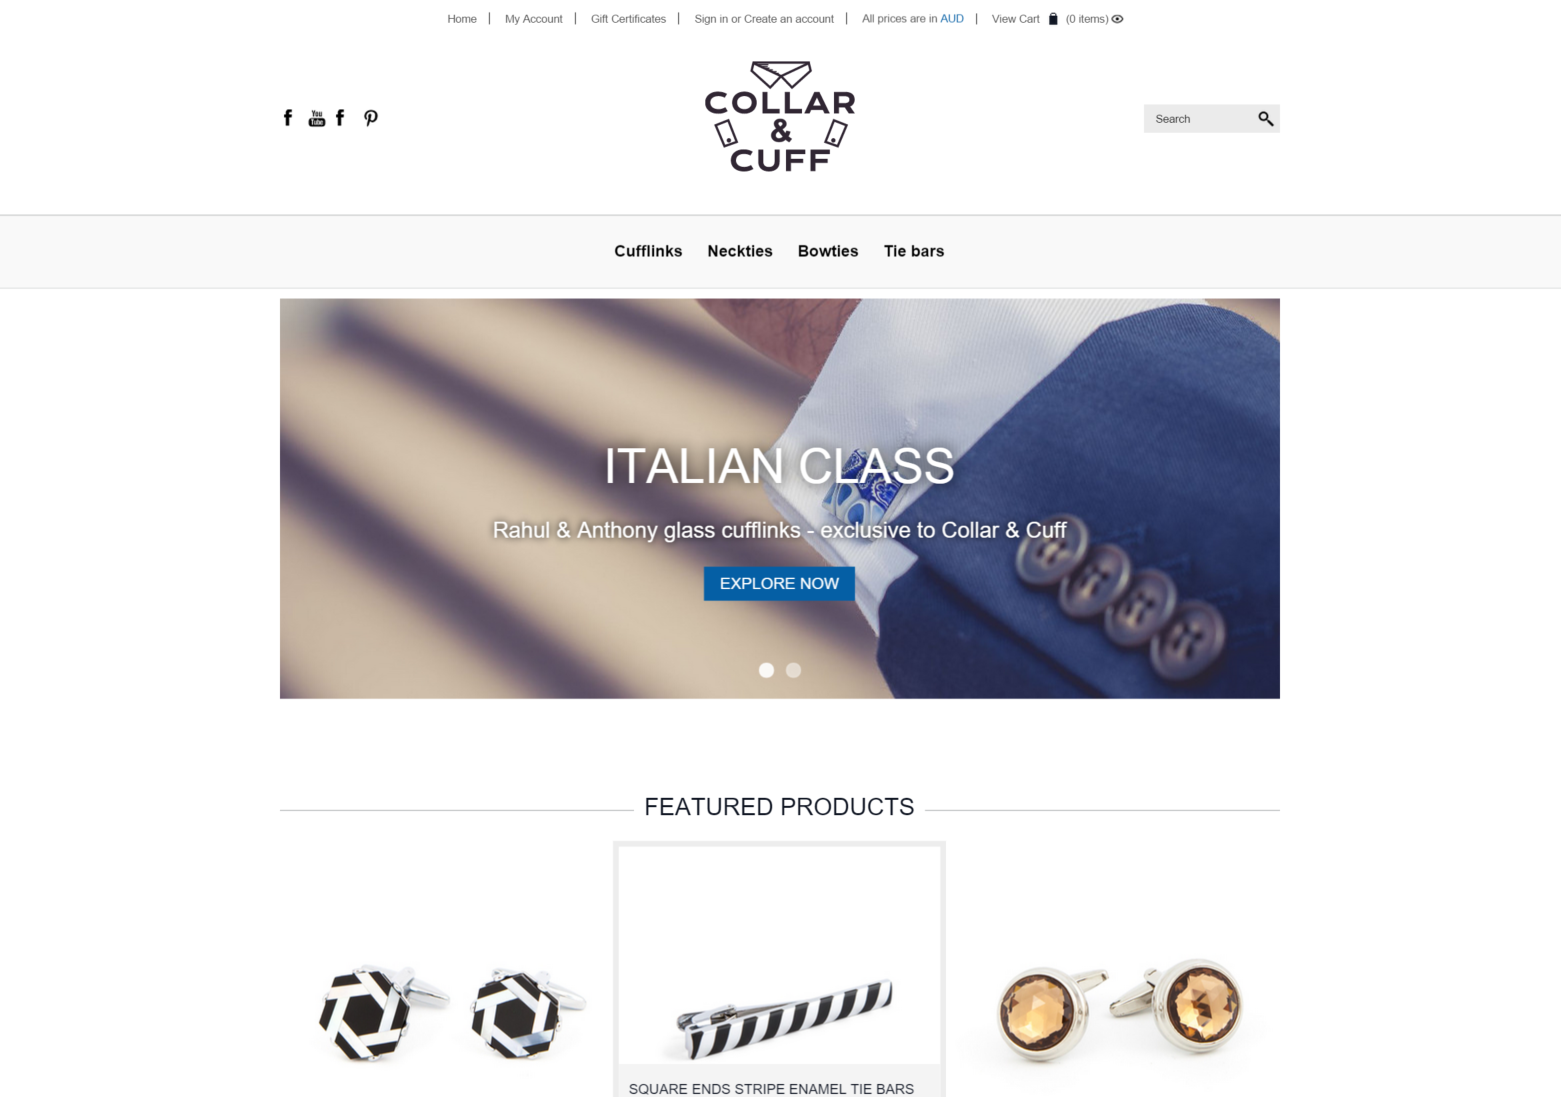 Home | My Account | Gift Certificates | Sign in or Create an account | All prices are in AUD | View Cart (0 items)
COLLAR
&
CUFF
You
Tube
Search
Cufflinks Neckties Bowties Tie bars
ITALIAN CLASS
Rahul & Anthony glass cufflinks - exclusive to Collar & Cuff
EXPLORE NOW
FEATURED PRODUCTS
SQUARE ENDS STRIPE ENAMEL TIE BARS